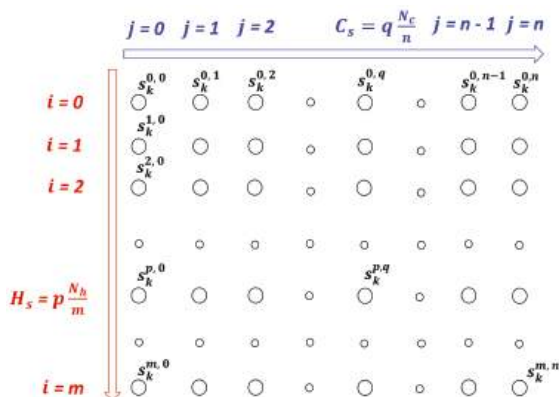 j = 0 j = 1 j = 2 C_s = q N_c/n j = n - 1 j = n
i = 0 s_k^{0,0} s_k^{0,1} s_k^{0,2} s_k^{0,q} s_k^{0,n-1} s_k^{0,n}
i = 1 s_k^{1,0}
i = 2 s_k^{2,0}
H_s = p N_h/m s_k^{p,0} s_k^{p,q}
i = m s_k^{m,0} s_k^{m,n}